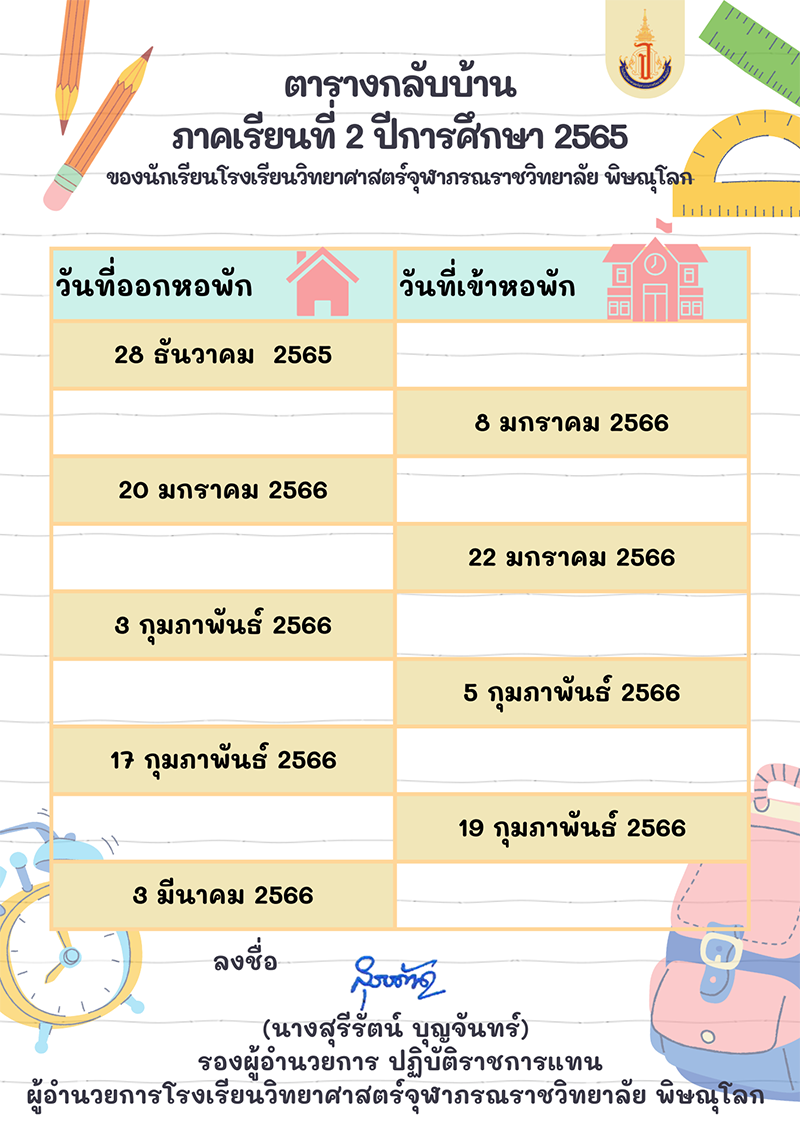 ตารางกลับบ้าน
ภาคเรียนที่ 2 ปีการศึกษา 2565
ของนักเรียนโรงเรียนวิทยาศาสตร์จุฬาภรณราชวิทยาลัย พิษณุโลก
วันที่ออกหอพัก วันที่เข้าหอพัก
28 ธันวาคม 2565
8 มกราคม 2566
20 มกราคม 2566
22 มกราคม 2566
3 กุมภาพันธ์ 2566
5 กุมภาพันธ์ 2566
17 กุมภาพันธ์ 2566
19 กุมภาพันธ์ 2566
3 มีนาคม 2566
ลงชื่อ
(นางสุรีรัตน์ บุญจันทร์)
รองผู้อำนวยการ ปฏิบัติราชการแทน
ผู้อำนวยการโรงเรียนวิทยาศาสตร์จุฬาภรณราชวิทยาลัย พิษณุโลก